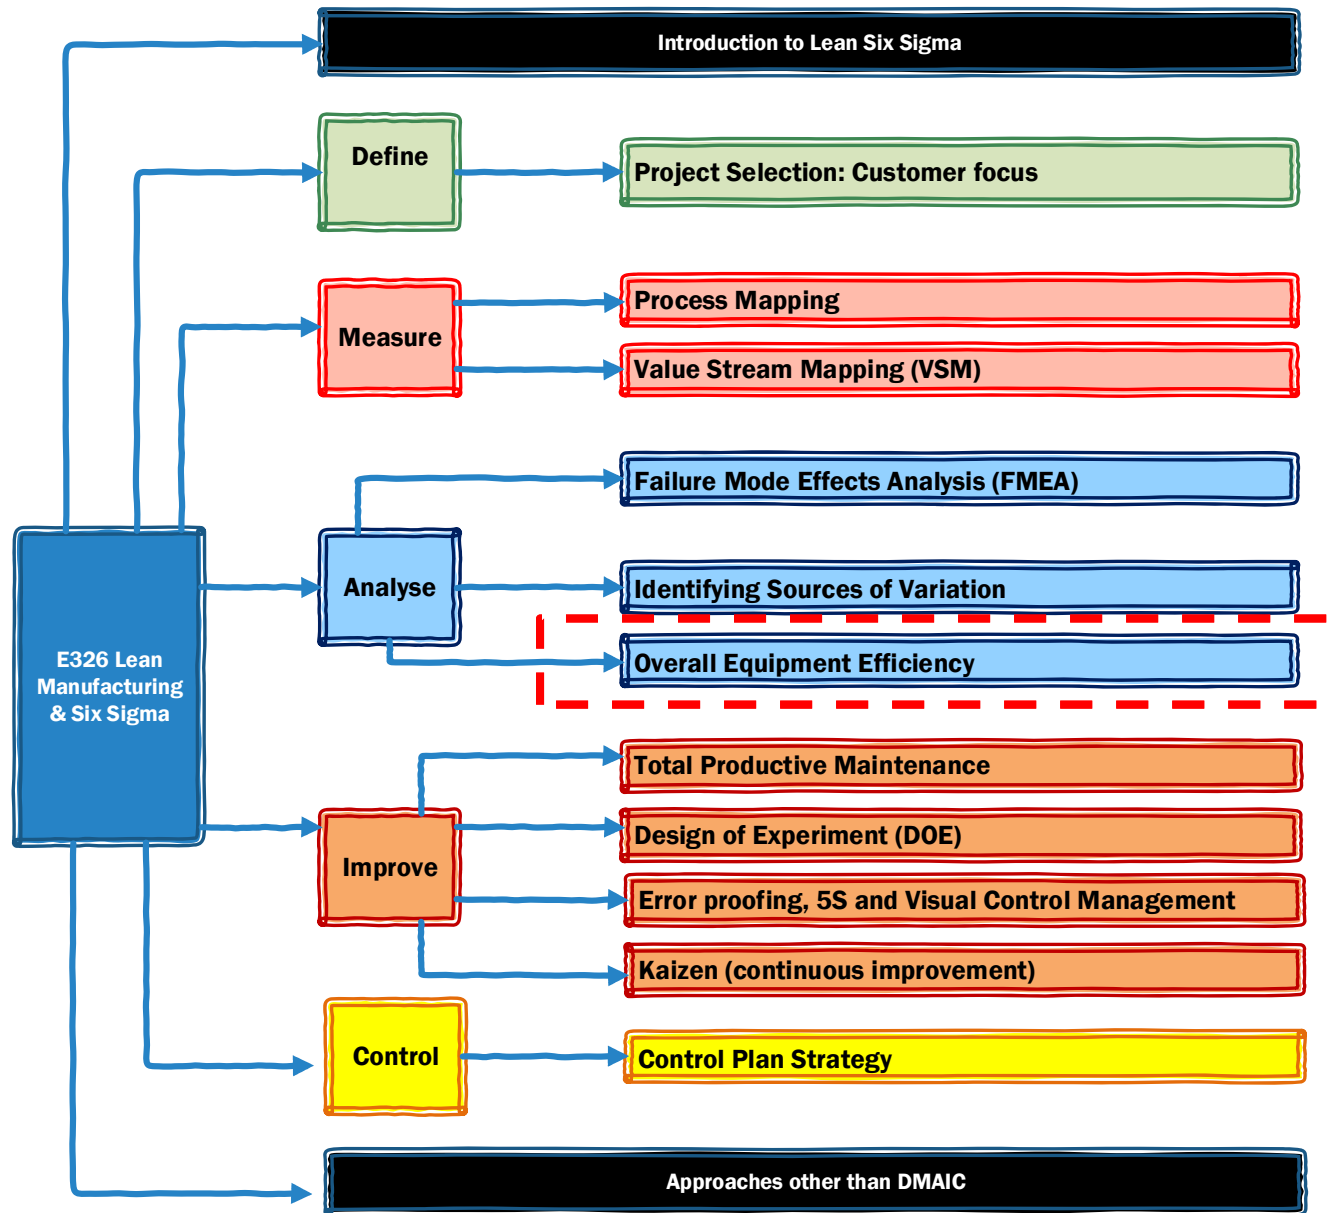 Introduction to Lean Six Sigma
Define
Project Selection: Customer focus
Measure
Process Mapping
Value Stream Mapping (VSM)
Failure Mode Effects Analysis (FMEA)
Analyse
Identifying Sources of Variation
Overall Equipment Efficiency
E326 Lean
Manufacturing
& Six Sigma
Total Productive Maintenance
Design of Experiment (DOE)
Improve
Error proofing, 5S and Visual Control Management
Kaizen (continuous improvement)
Control
Control Plan Strategy
Approaches other than DMAIC